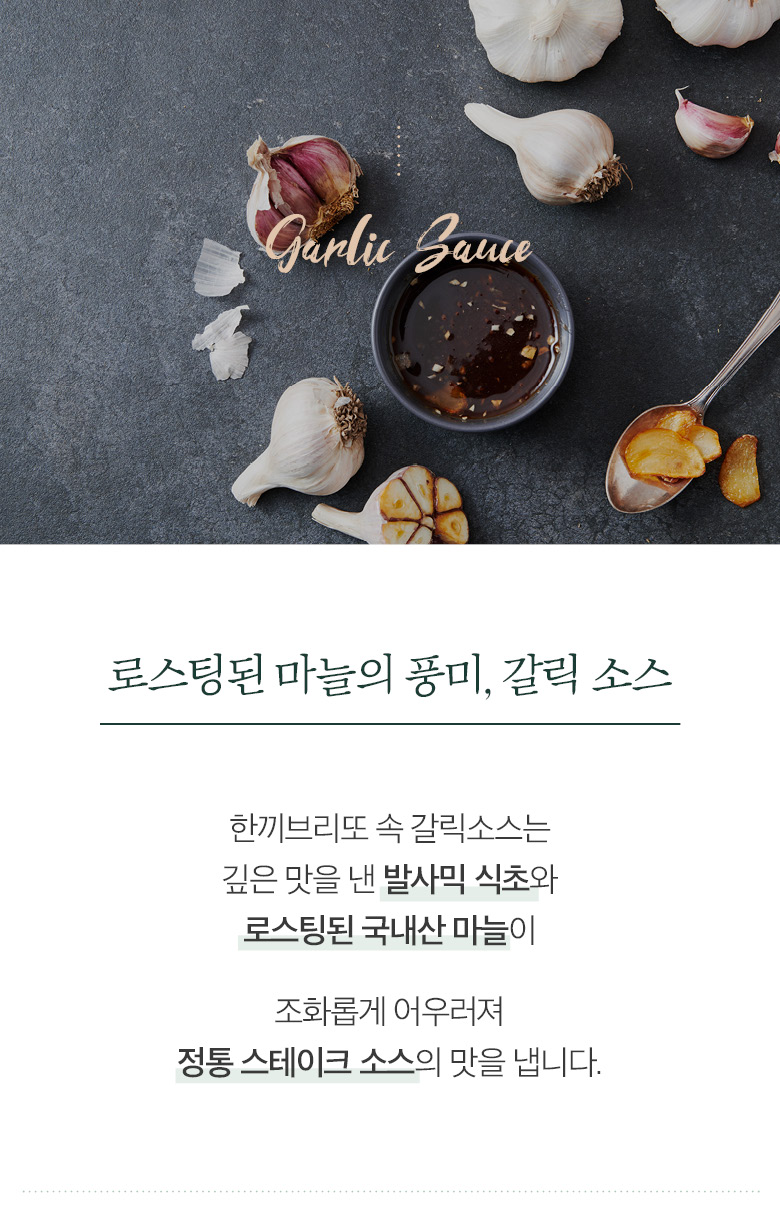 Garlic Sauce
로스팅된 마늘의 풍미, 갈릭 소스
한끼브리또 속 갈릭소스는
깊은 맛을 낸 발사믹 식초와
로스팅된 국내산 마늘이
조화롭게 어우러져
정통 스테이크 소스의 맛을 냅니다.